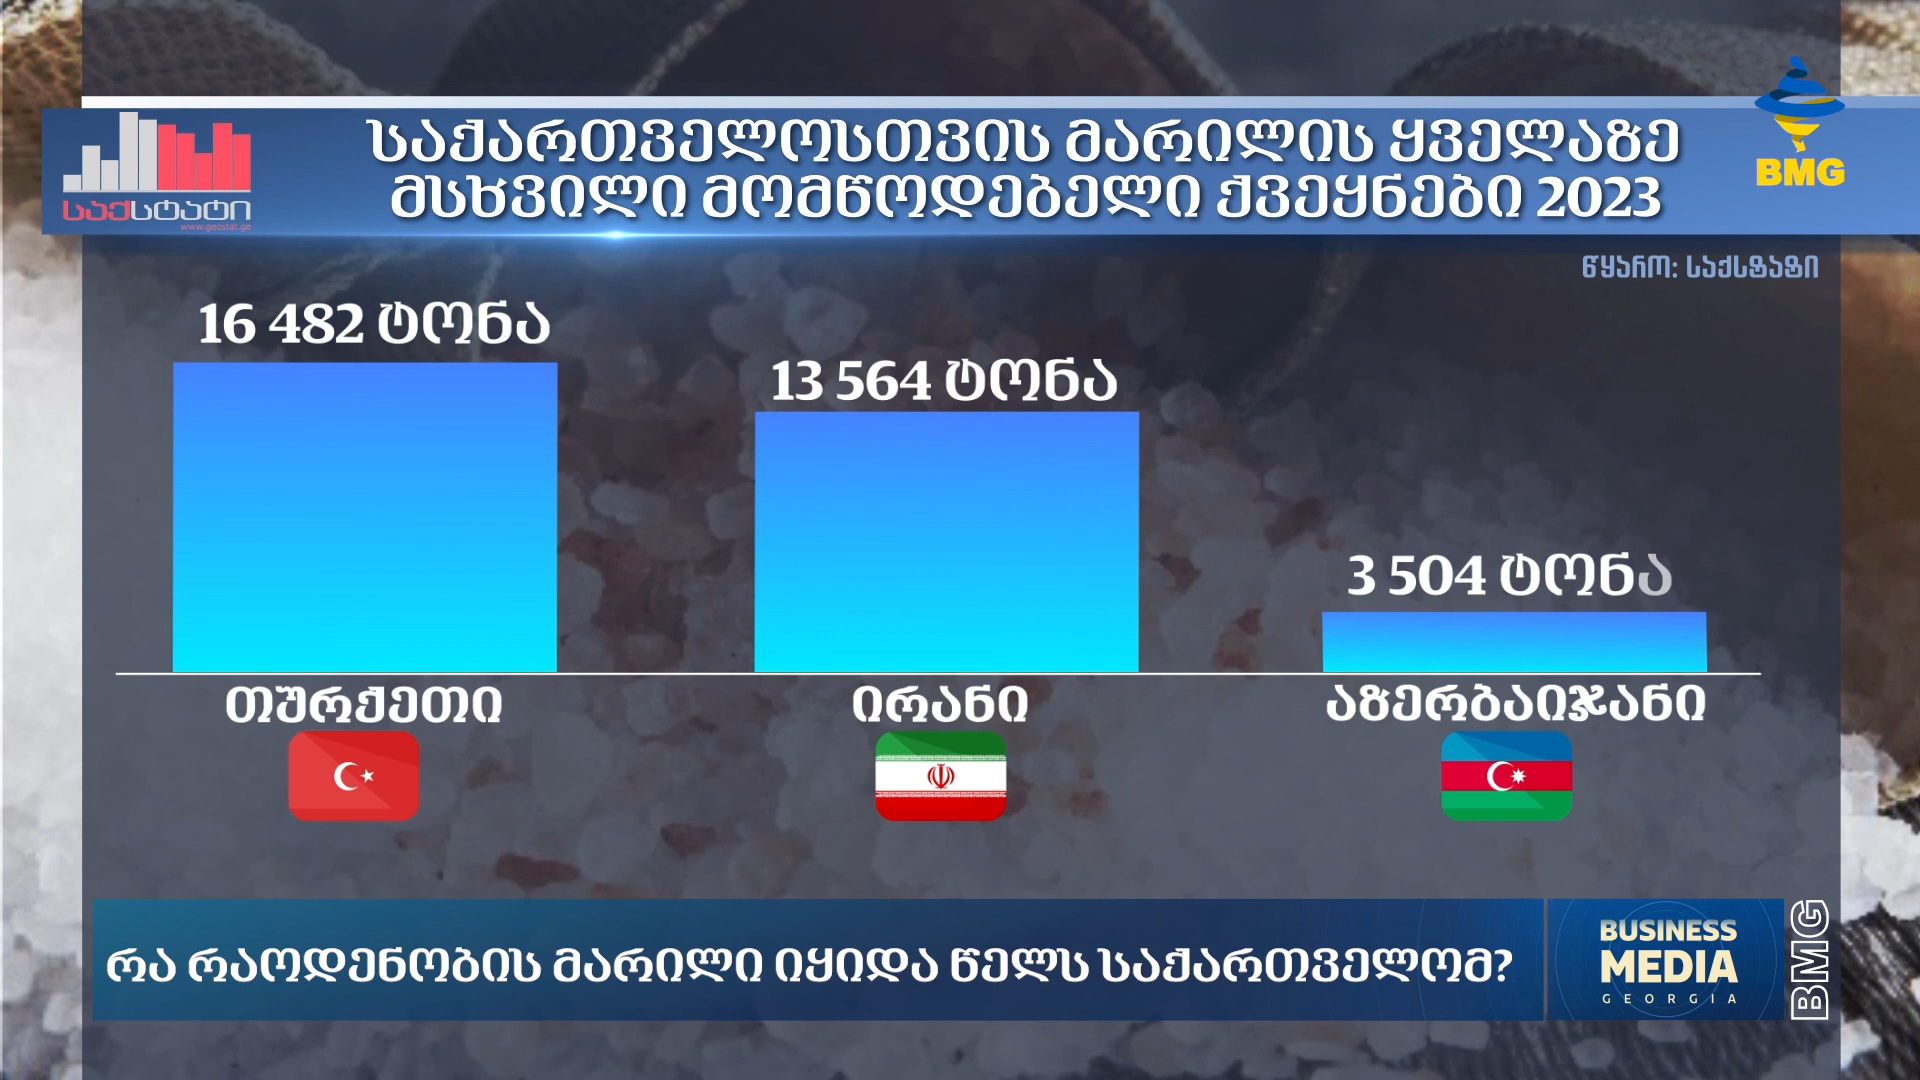 საქართველოსთვის მარილის ყველაზე
მსხვილი მომწოდებელი ქვეყნები 2023
საქსტატი
www.geostat.ge
BMG
წყარო: საქსტატი
16 482 ტონა
13 564 ტონა
3 504 ტონა
თურქეთი
ირანი
აზერბაიჯანი
რა რაოდენობის მარილი იყიდა წელს საქართველომ?
BUSINESS
MEDIA
GEORGIA
BMG